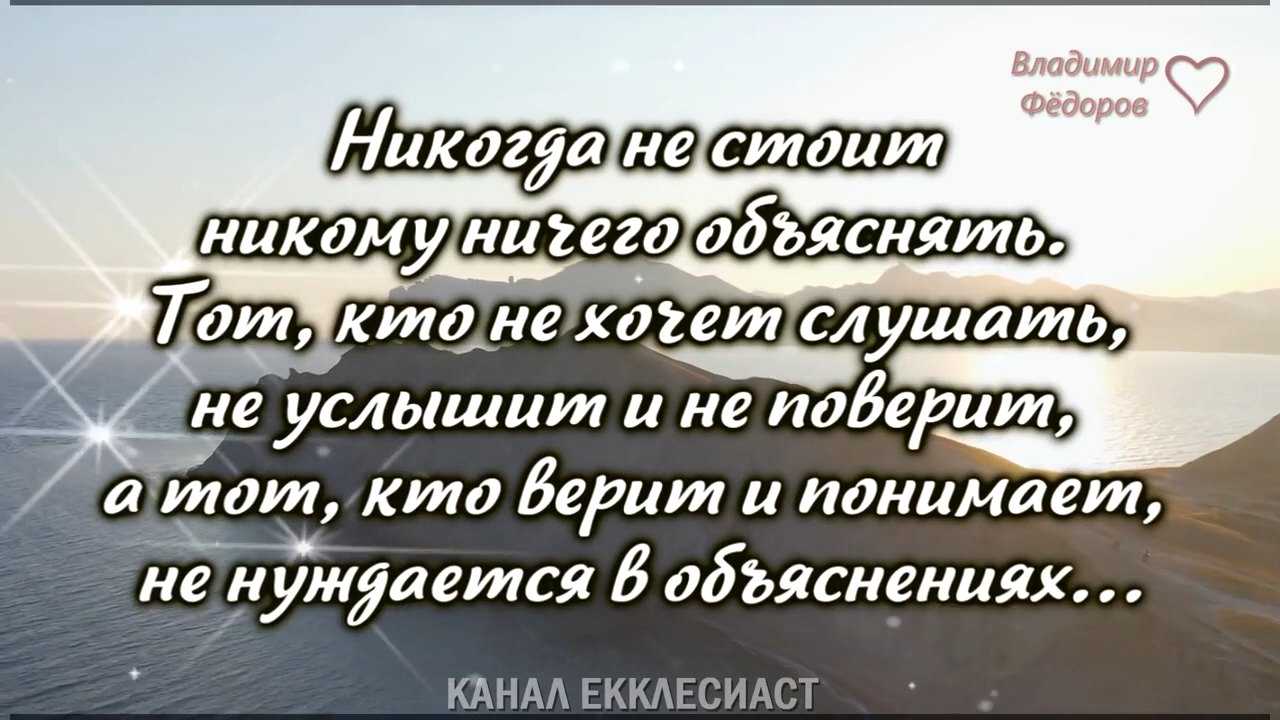 Владимир
Фёдоров
Никогда не стоит
никому ничего объяснять.
Тот, кто не хочет слушать,
не услышит и не поверит,
а тот, кто верит и понимает,
не нуждается в объяснениях...
КАНАЛ ЕККЛЕСИАСТ